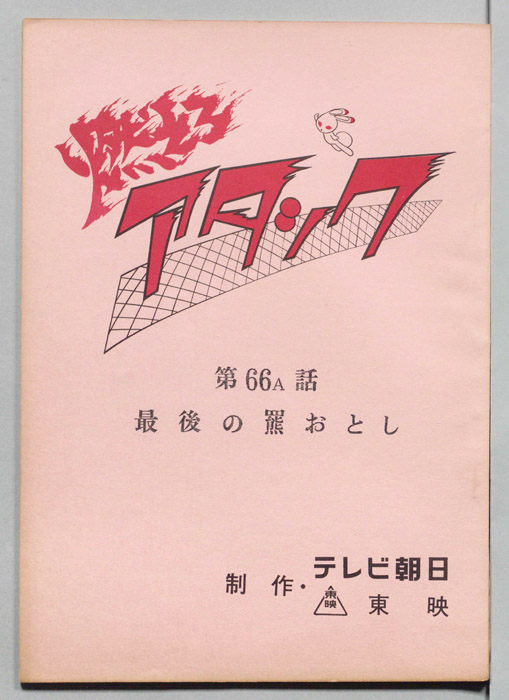 燃えろ
アタック
第66A話
最後の羆おとし
制作・テレビ朝日
東映 東映